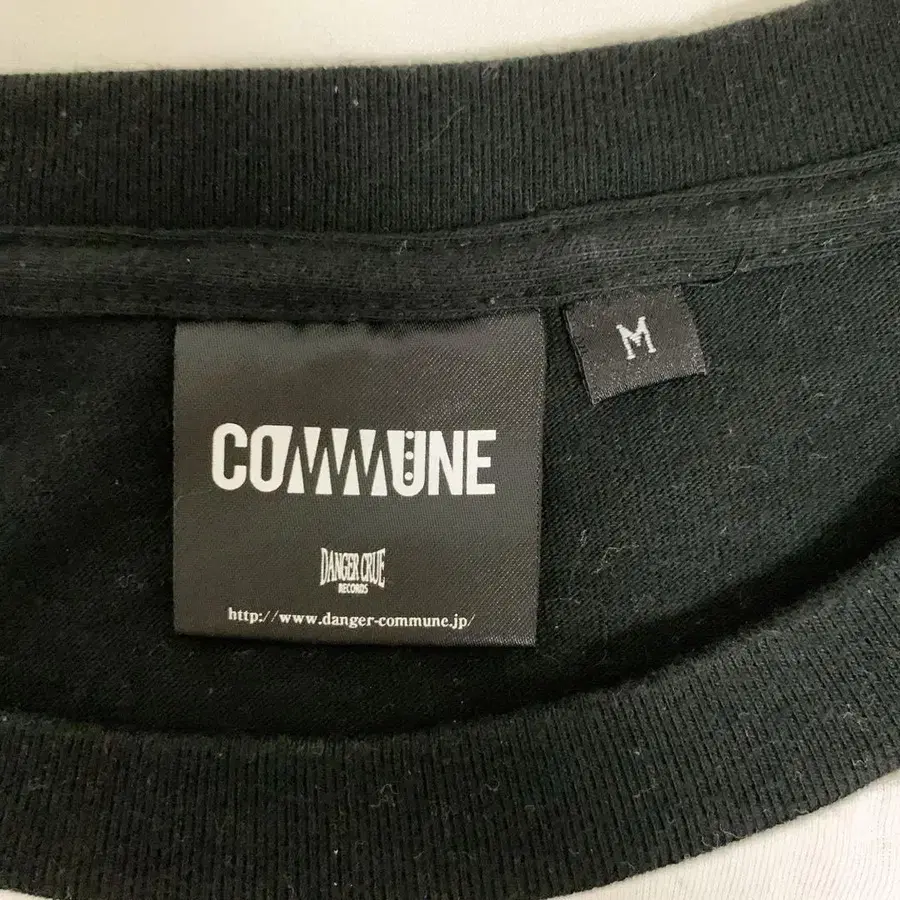 COMMUNE
M
DANGER CRUE
RECORDS
http://www.danger-commune.jp/